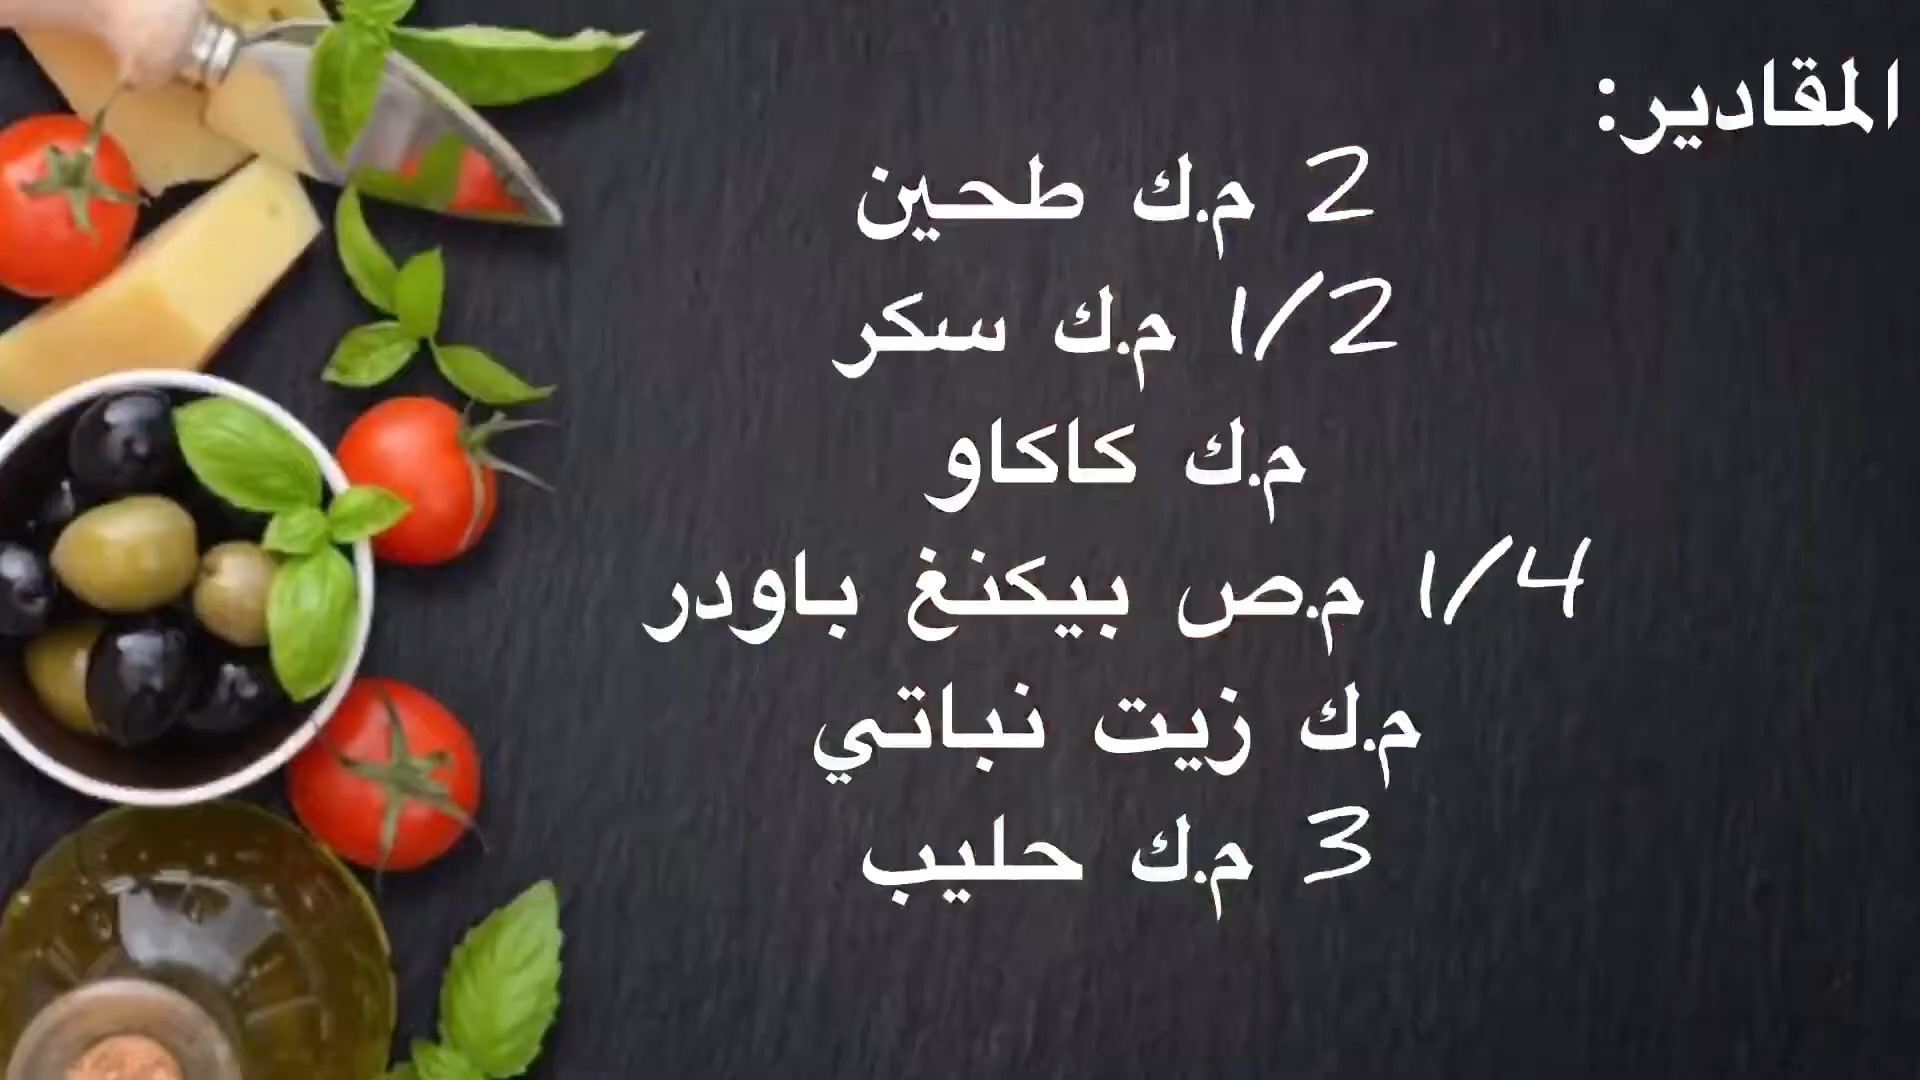 المقادير:
2 م.ك طحين
1/2 م.ك سكر
م.ك كاكاو
1/4 م.ص بيكنغ باودر
م.ك زيت نباتي
3 م.ك حليب